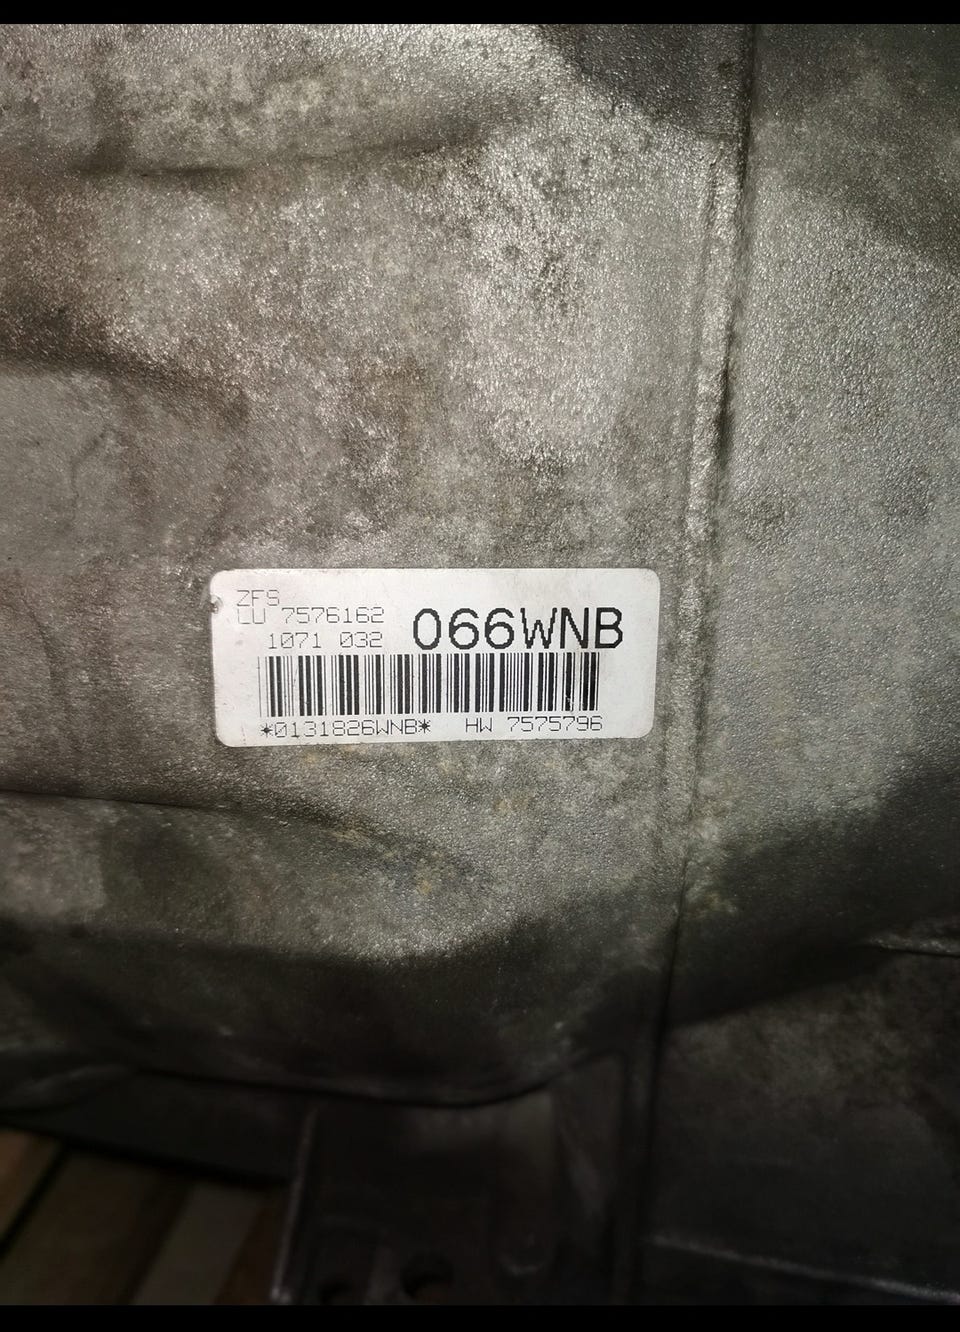 ZFS
LU 7576162
1071 032
066WNB
*0131826WNB* HW 7575796